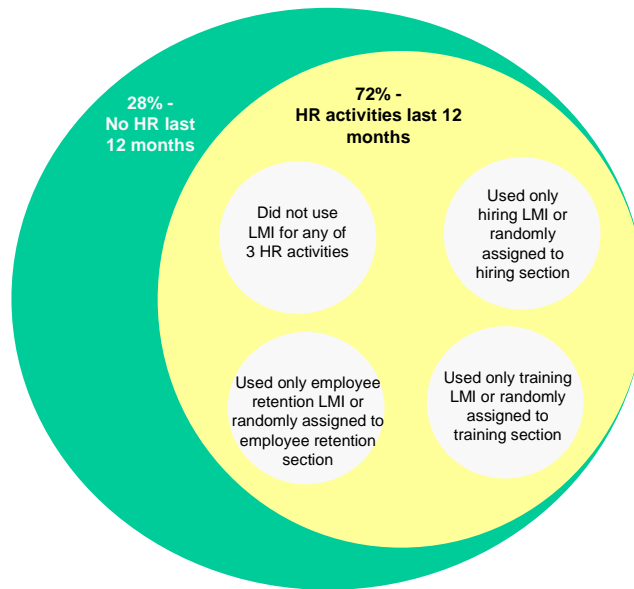 28% -
No HR last
12 months
72% -
HR activities last 12
months
Did not use
LMI for any of
3 HR activities
Used only
hiring LMI or
randomly
assigned to
hiring section
Used only employee
retention LMI or
randomly assigned to
employee retention
section
Used only training
LMI or randomly
assigned to
training section